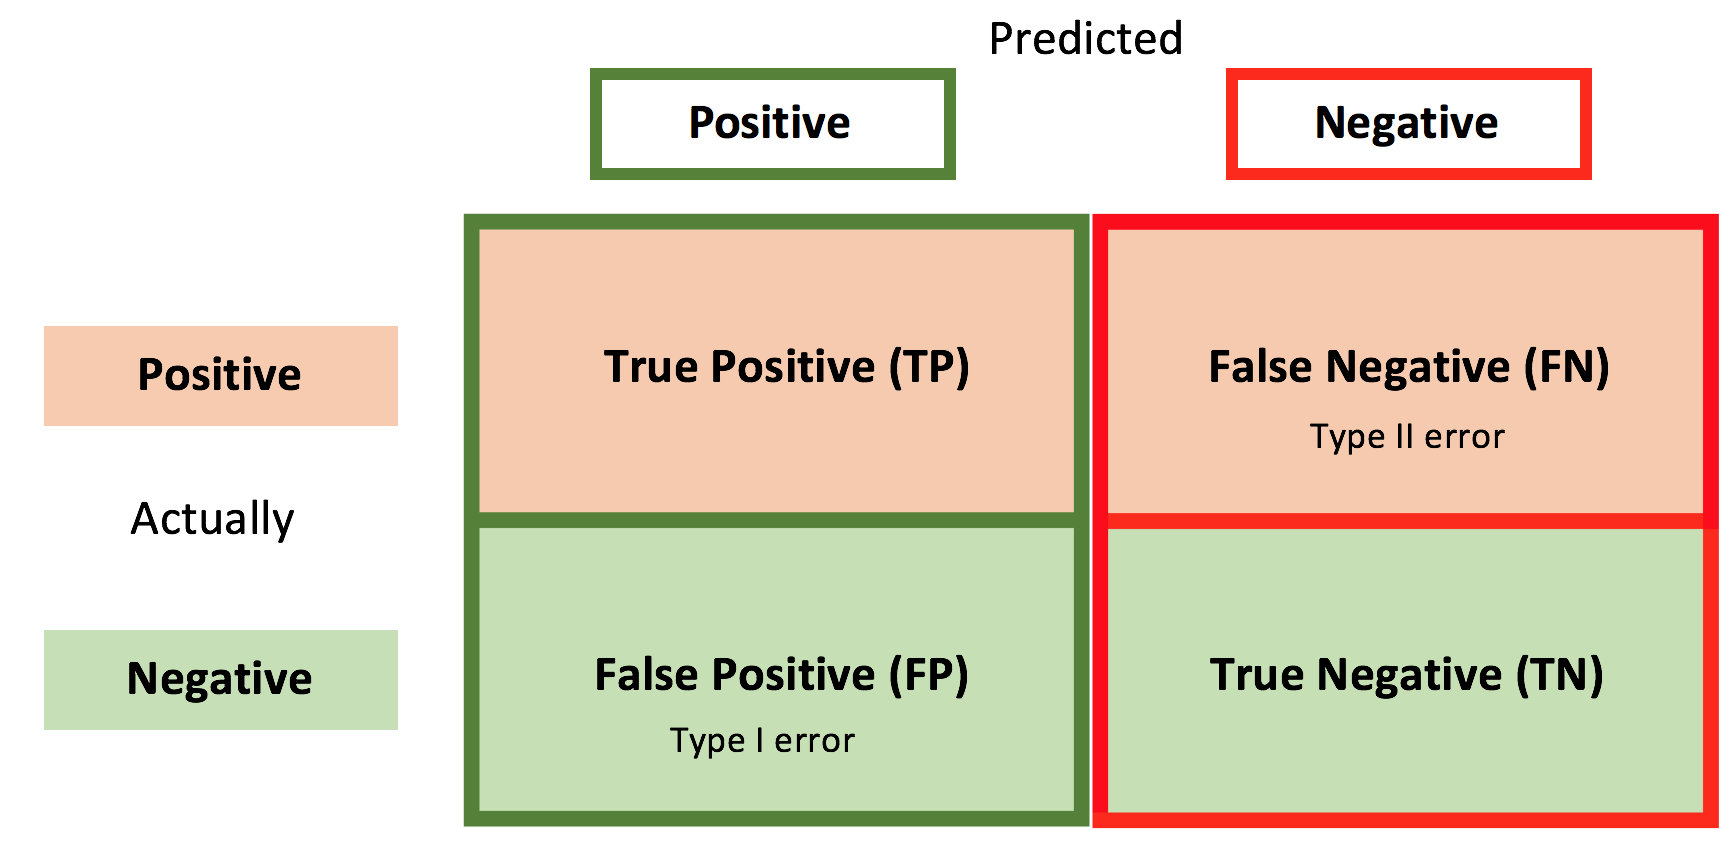 Predicted
Positive
Negative
Positive
True Positive (TP)
False Negative (FN)
Type II error
Actually
Negative
False Positive (FP)
True Negative (TN)
Type I error